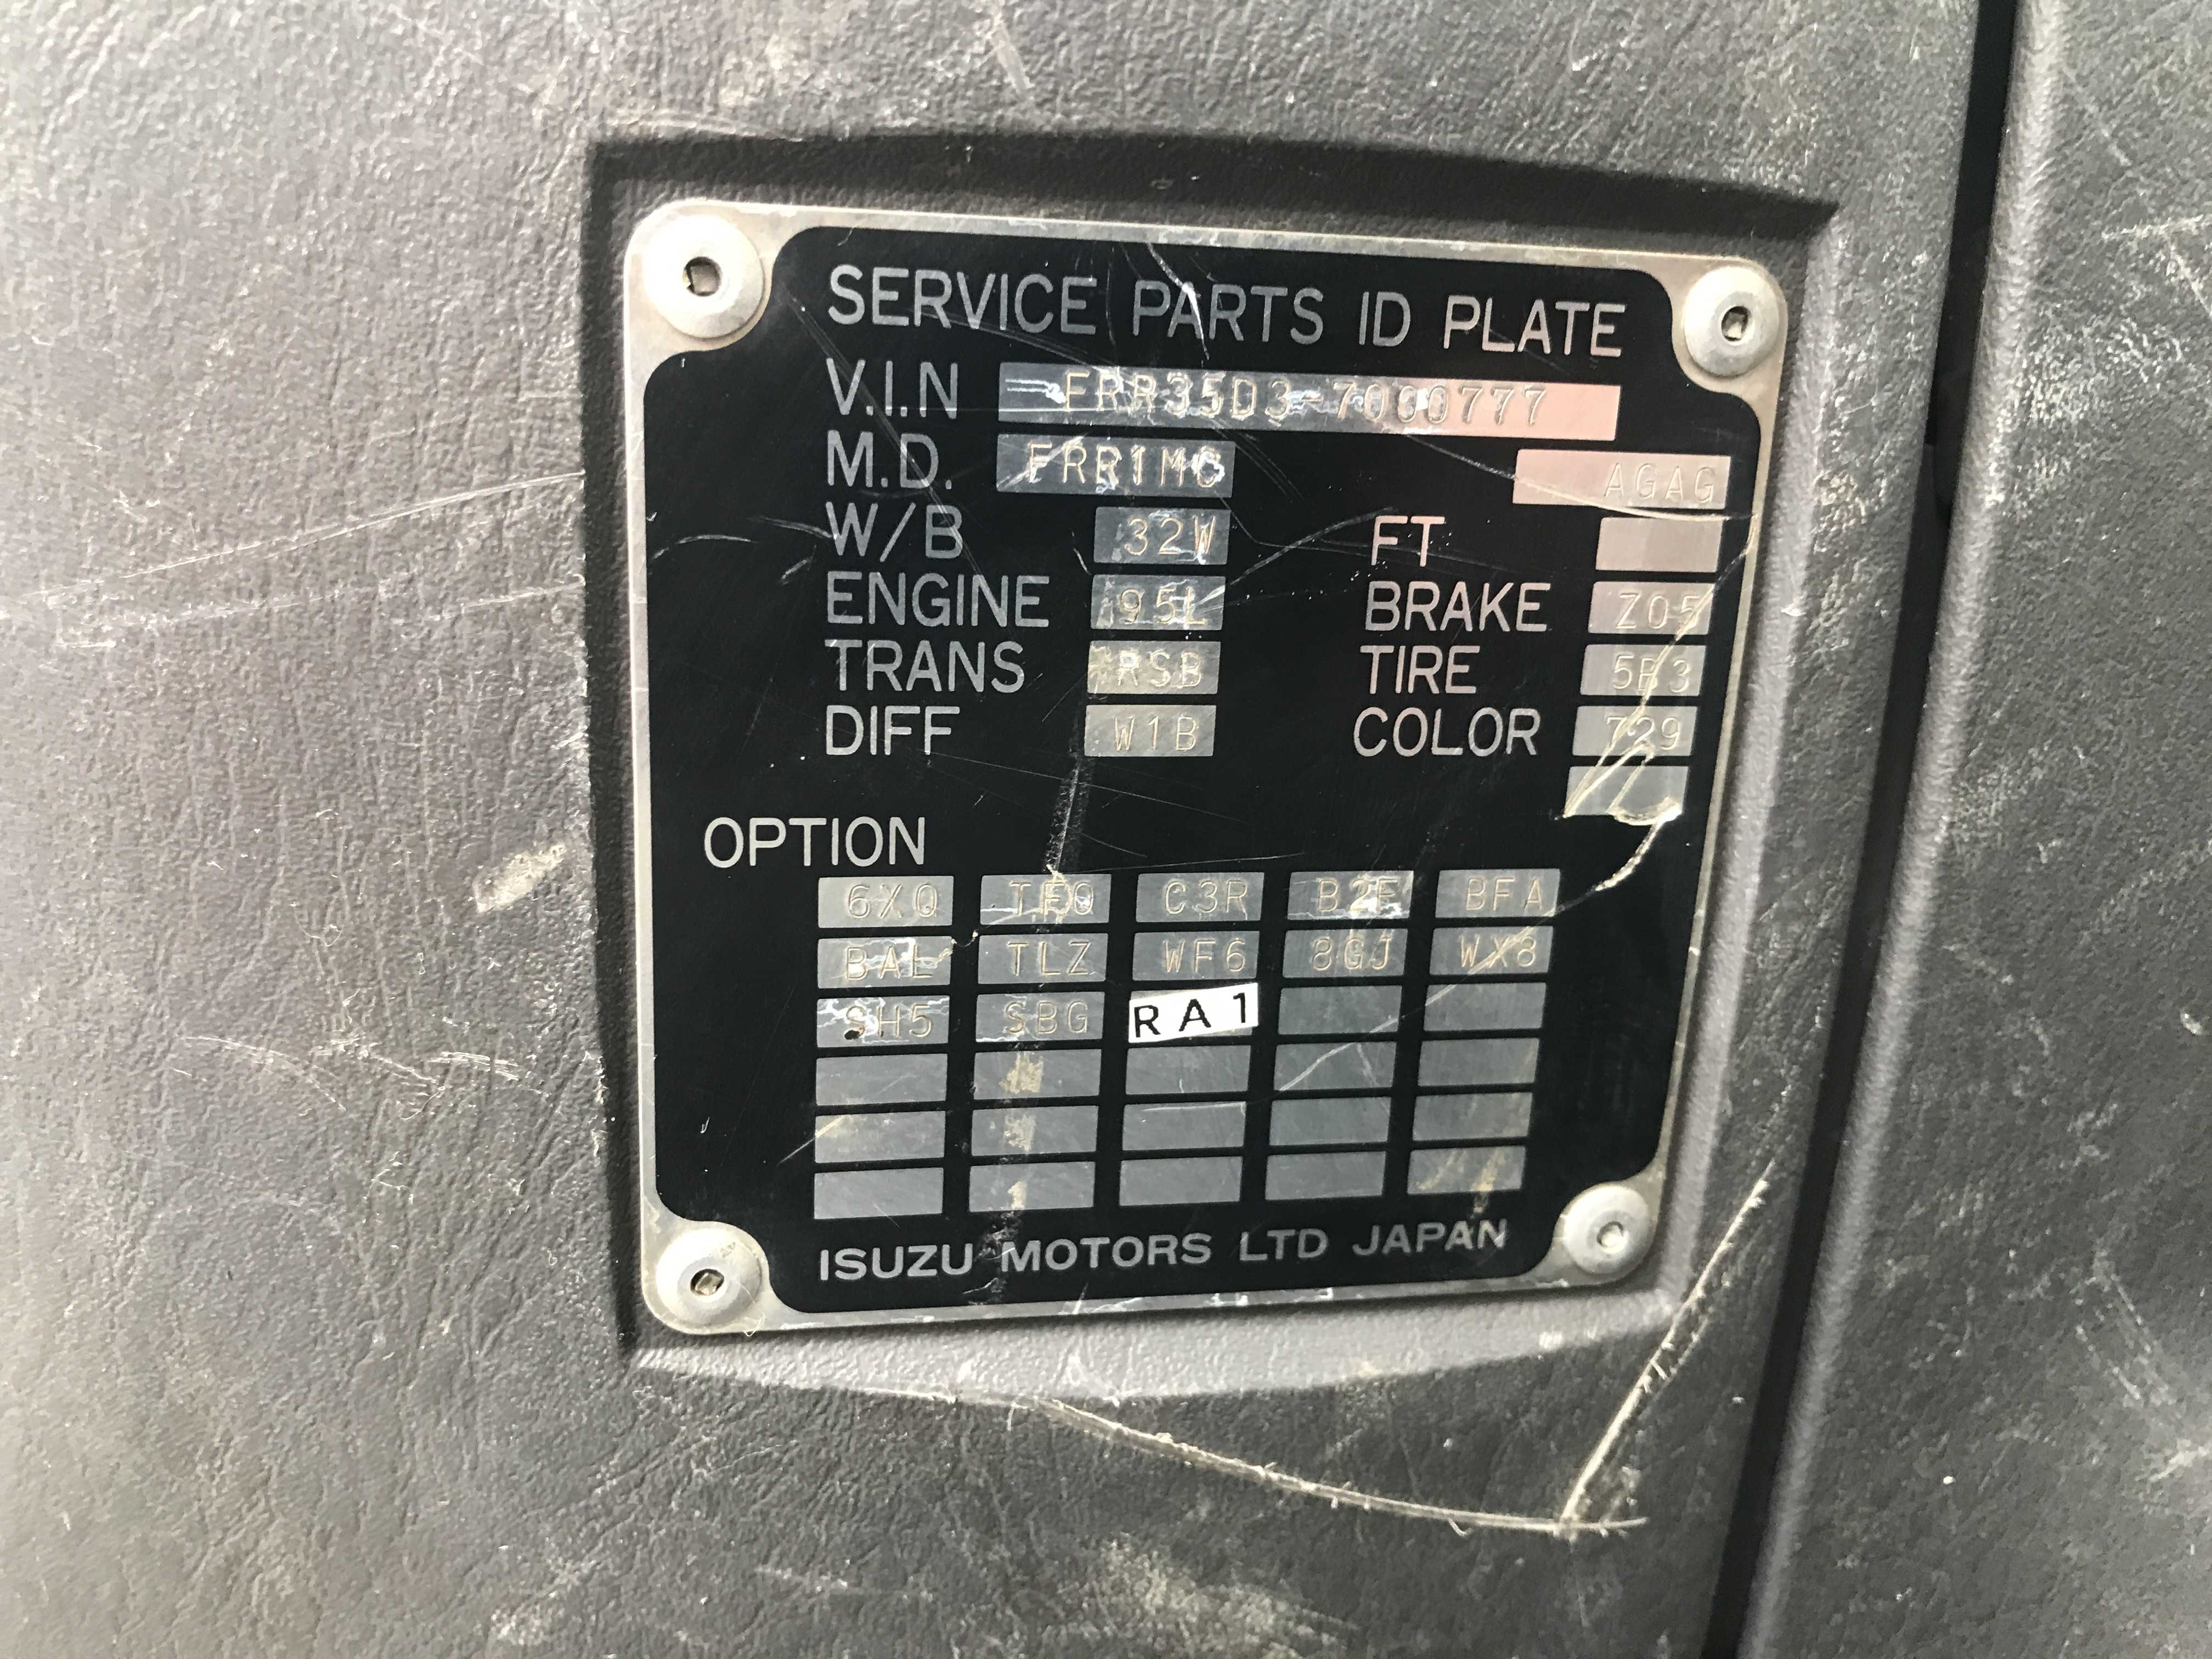 SERVICE PARTS ID PLATE
V.I.N FRR35D3-7000777
M.D. FRR1MC AGAG
W/B 32W FT
ENGINE 95L BRAKE Z05
TRANS RSB TIRE 5B3
DIFF W1B COLOR 729
OPTION
6XQ TFQ C3R B2F BFA
BAL TLZ WF6 8GJ WX8
SH5 SBG RA1
ISUZU MOTORS LTD JAPAN